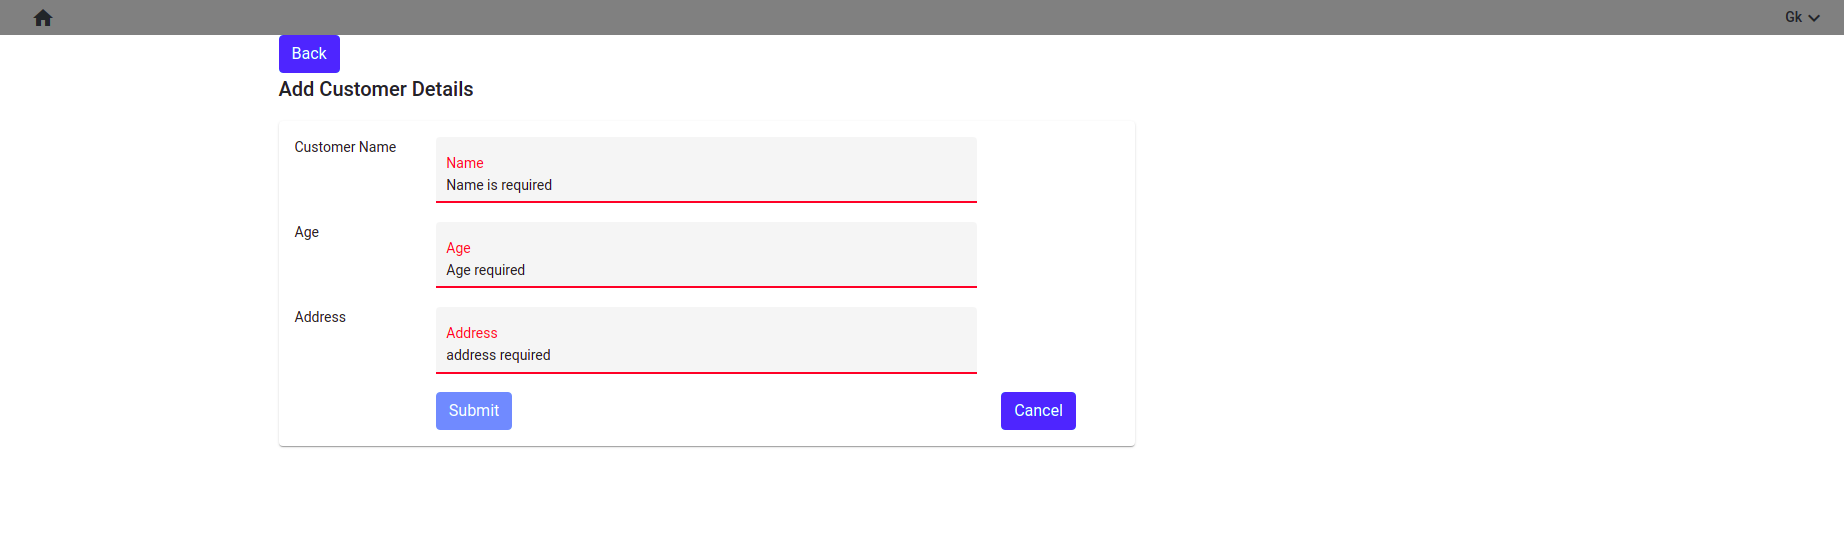 Gk
Back
Add Customer Details
Customer Name
Name
Name is required
Age
Age
Age required
Address
Address
address required
Submit
Cancel